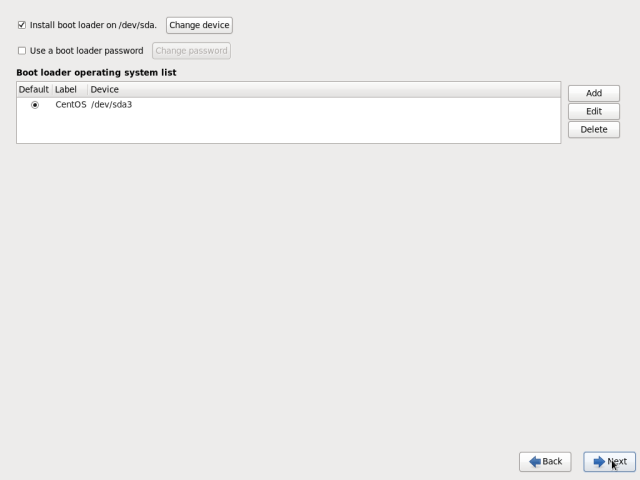 Install boot loader on /dev/sda. Change device
Use a boot loader password Change password
Boot loader operating system list
Default Label Device
CentOS /dev/sda3
Add
Edit
Delete
Back Next